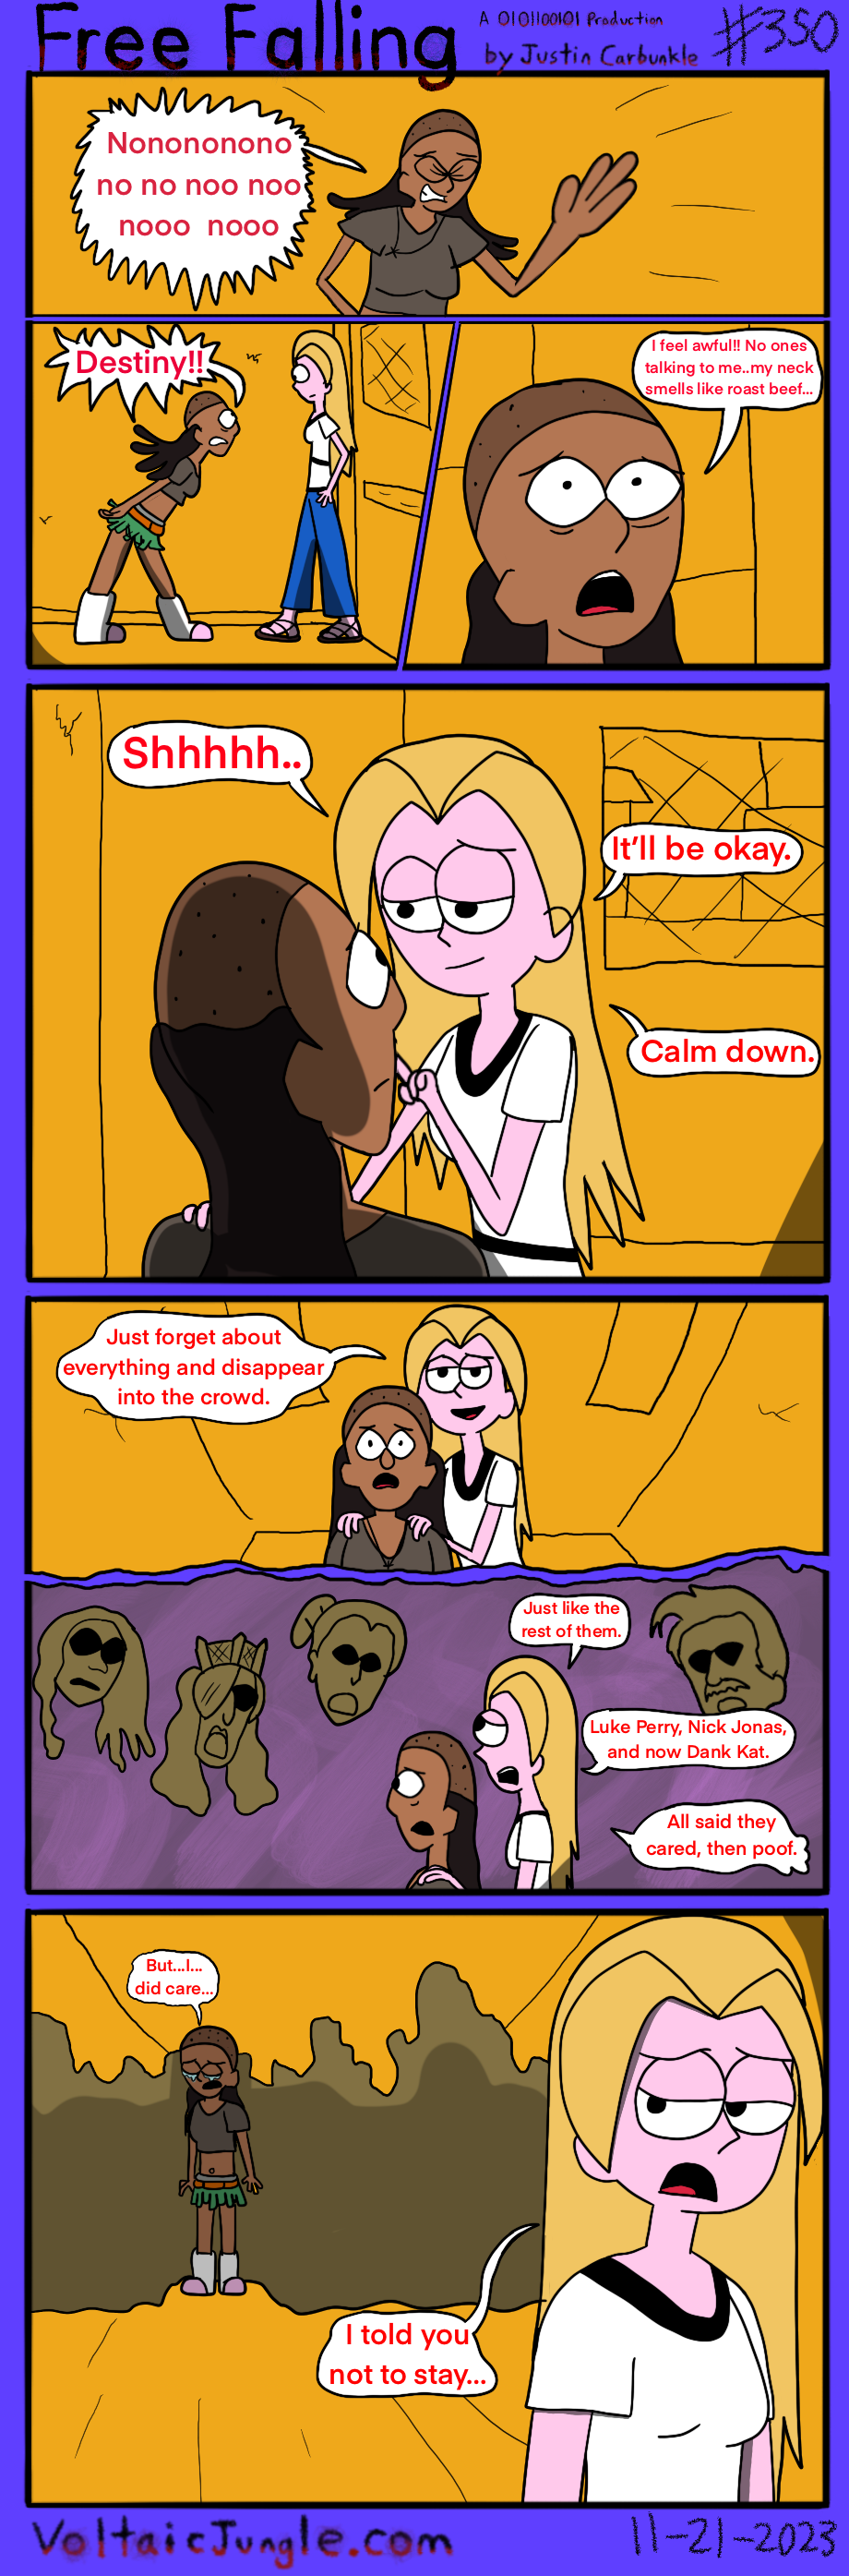 Free Falling
A 0101100101 Production
by Justin Carbunkle
#350
Nonononono
no no noo noo
nooo nooo
Destiny!!
I feel awful!! No ones
talking to me..my neck
smells like roast beef...
Shhhhh..
It'll be okay.
Calm down.
Just forget about
everything and disappear
into the crowd.
Just like the
rest of them.
Luke Perry, Nick Jonas,
and now Dank Kat.
All said they
cared, then poof.
But...I...
did care...
I told you
not to stay...
VoltaicJungle.com
11-21-2023